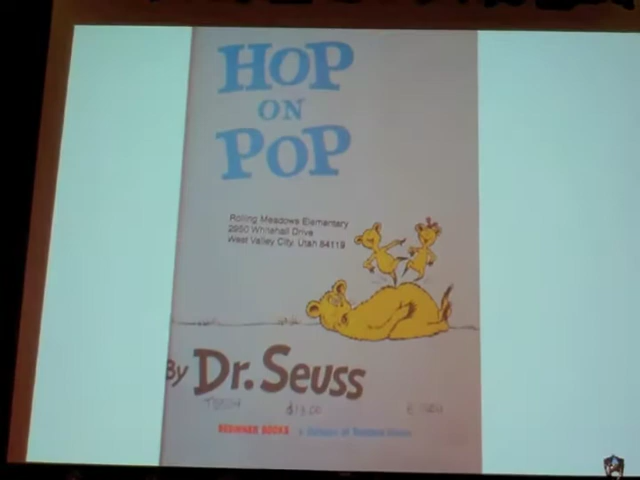 HOP
ON
POP
Rolling Meadows Elementary
2950 Whitehall Drive
West Valley City, Utah 84119
By Dr. Seuss
BEGINNER BOOKS